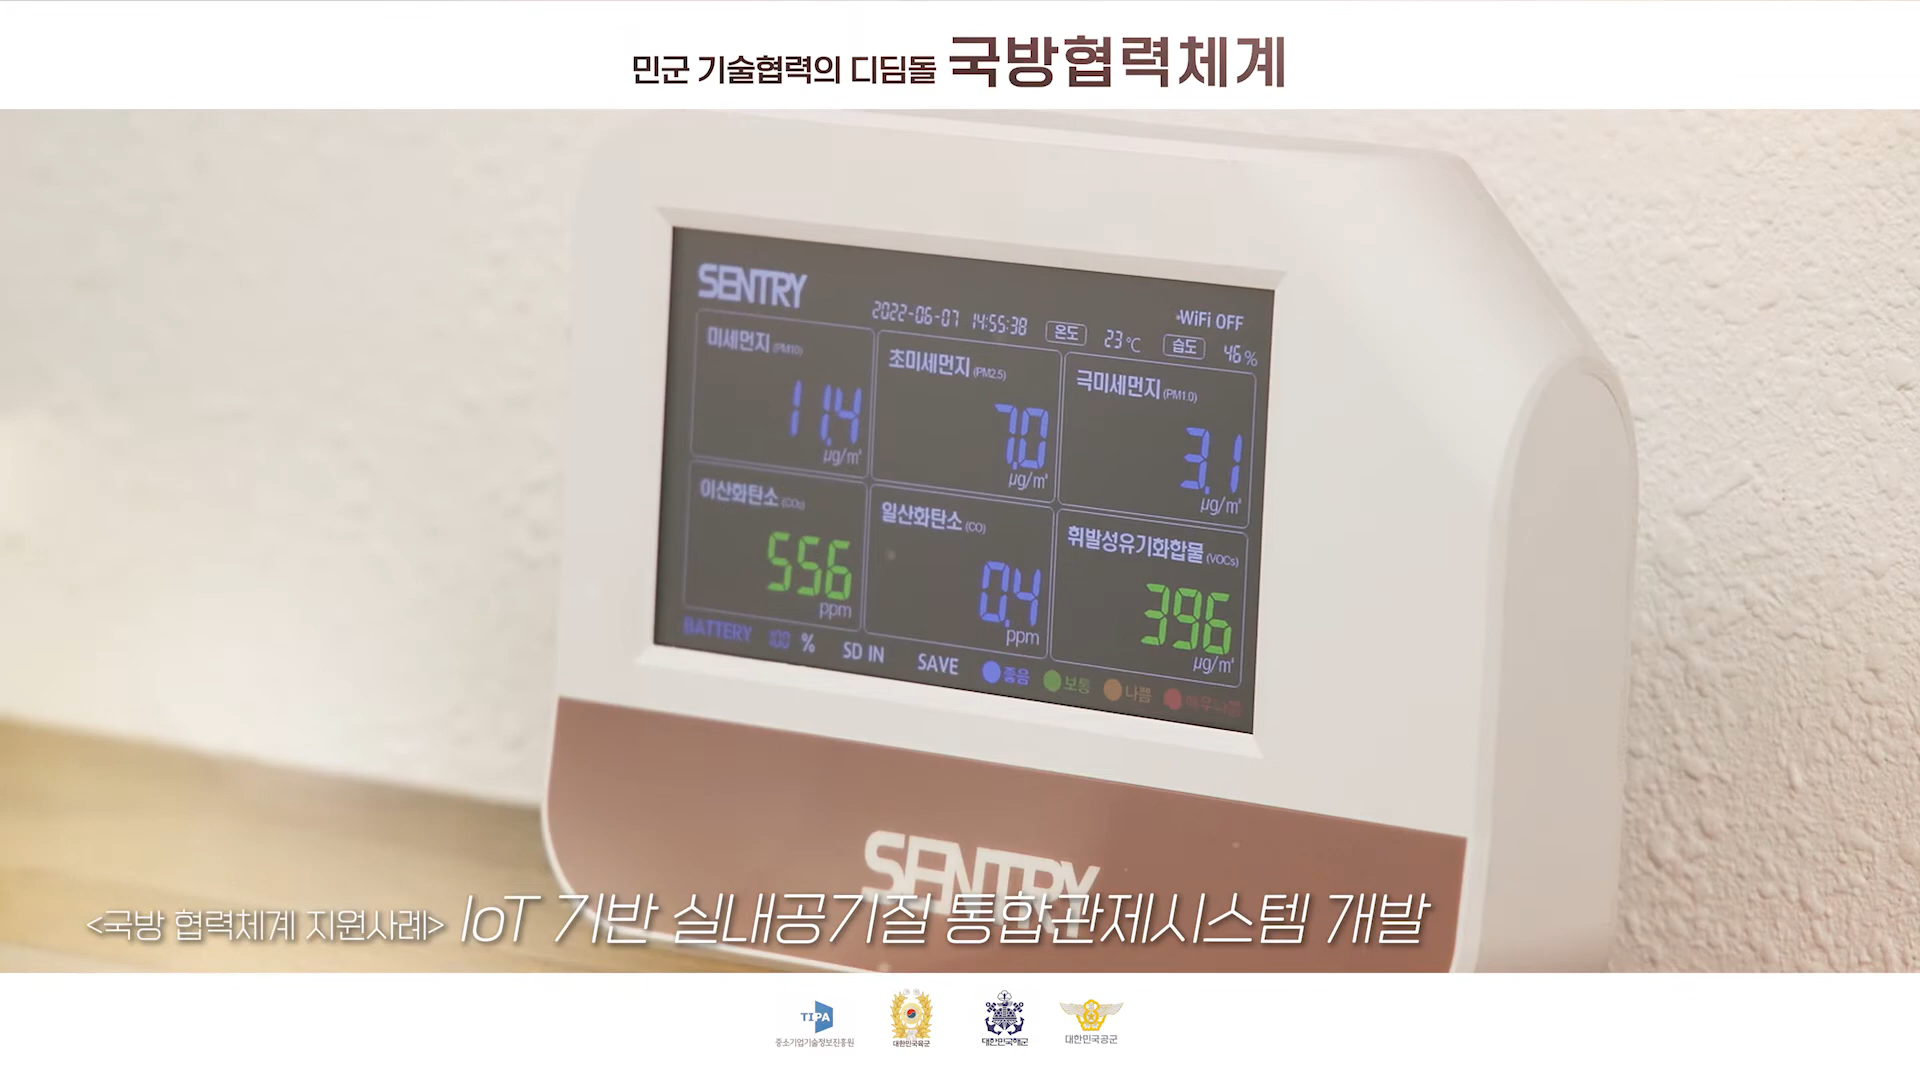 민군 기술협력의 디딤돌 국방협력체계
SENTRY
2022-06-07 14:55:38 온도 23℃ 습도 46%
WiFi OFF
미세먼지 (PM10)
11.4
μg/m³
초미세먼지 (PM2.5)
7.0
μg/m³
극미세먼지 (PM1.0)
3.1
μg/m³
이산화탄소 (CO₂)
556
ppm
일산화탄소 (CO)
0.4
ppm
휘발성유기화합물 (VOCs)
396
μg/m³
BATTERY 100 % SD IN SAVE 좋음 보통 나쁨 매우나쁨
SENTRY
<국방 협력체계 지원사례> IoT 기반 실내공기질 통합관제시스템 개발
TIPA
중소기업기술정보진흥원
대한민국육군
대한민국해군
대한민국공군